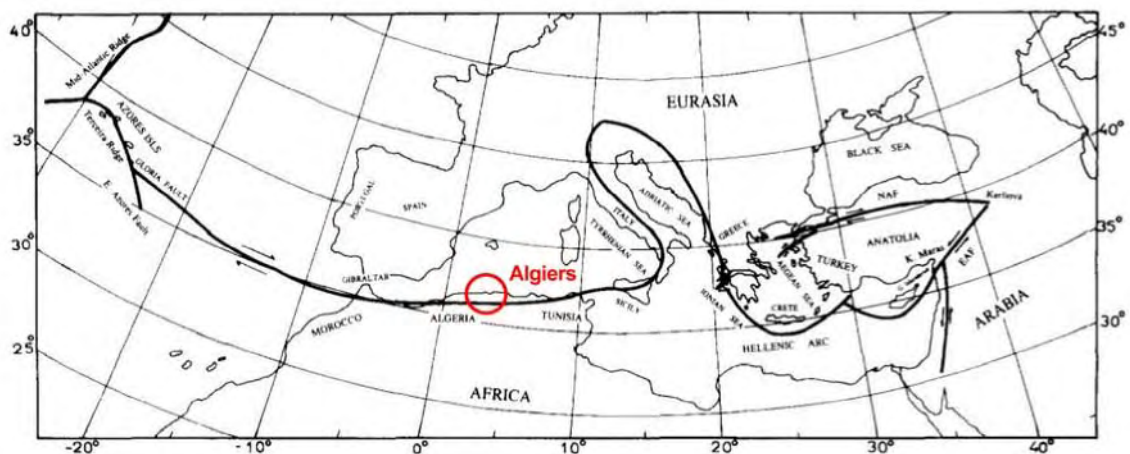 40°
35°
30°
25°
45°
40°
35°
30°
-20°
-10°
0°
10°
20°
30°
40°
Mid-Atlantic Ridge
AZORES ISLS
Terceira Ridge
GLORIA FAULT
E. Azores Fault
EURASIA
BLACK SEA
PORTUGAL
SPAIN
ADRIATIC SEA
ITALY
TYRRHENIAN SEA
GREECE
NAF
Karliova
ANATOLIA
K. Maras
EAF
TURKEY
AEGEAN SEA
GIBRALTAR
Algiers
MOROCCO
ALGERIA
TUNISIA
SICILY
IONIAN SEA
CRETE
HELLENIC ARC
ARABIA
AFRICA